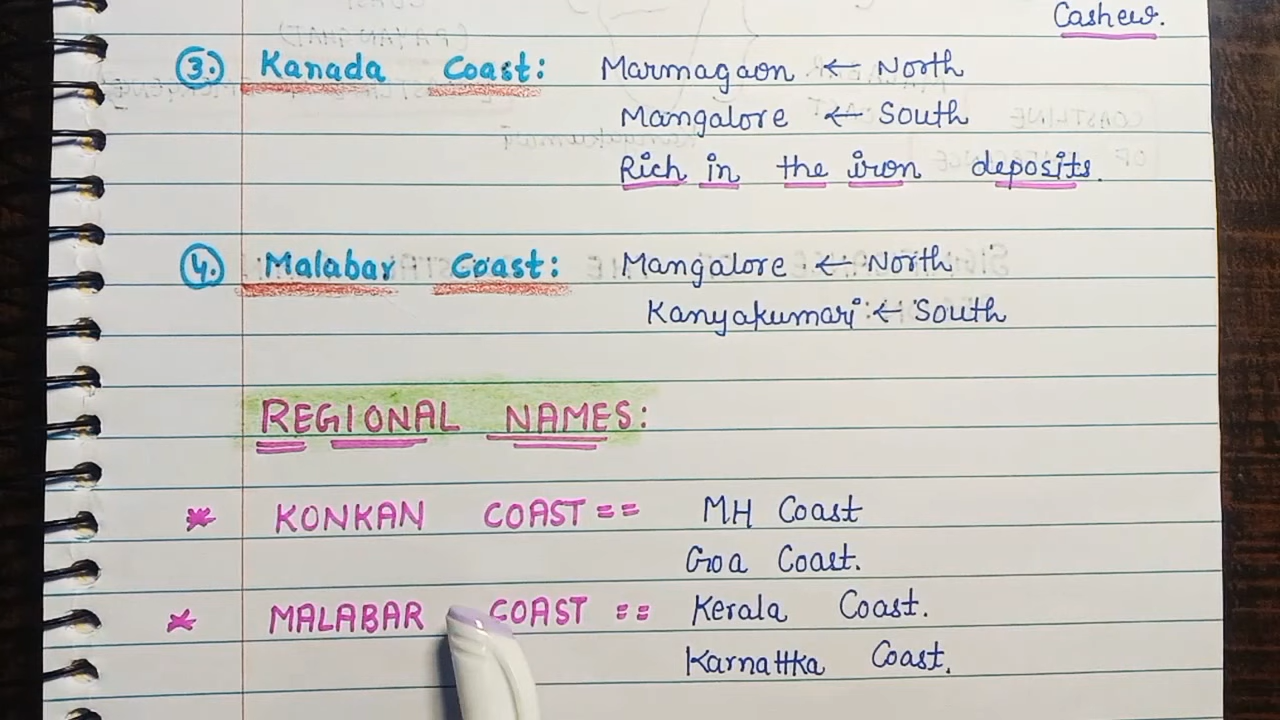 Cashew.
3. Kanada Coast: Marmagaon ← North
Mangalore ← South
Rich in the iron deposits.
4. Malabar Coast: Mangalore ← North
Kanyakumari ← South
REGIONAL NAMES:
* KONKAN COAST == MH Coast
Goa Coast.
* MALABAR COAST == Kerala Coast.
Karnattka Coast.